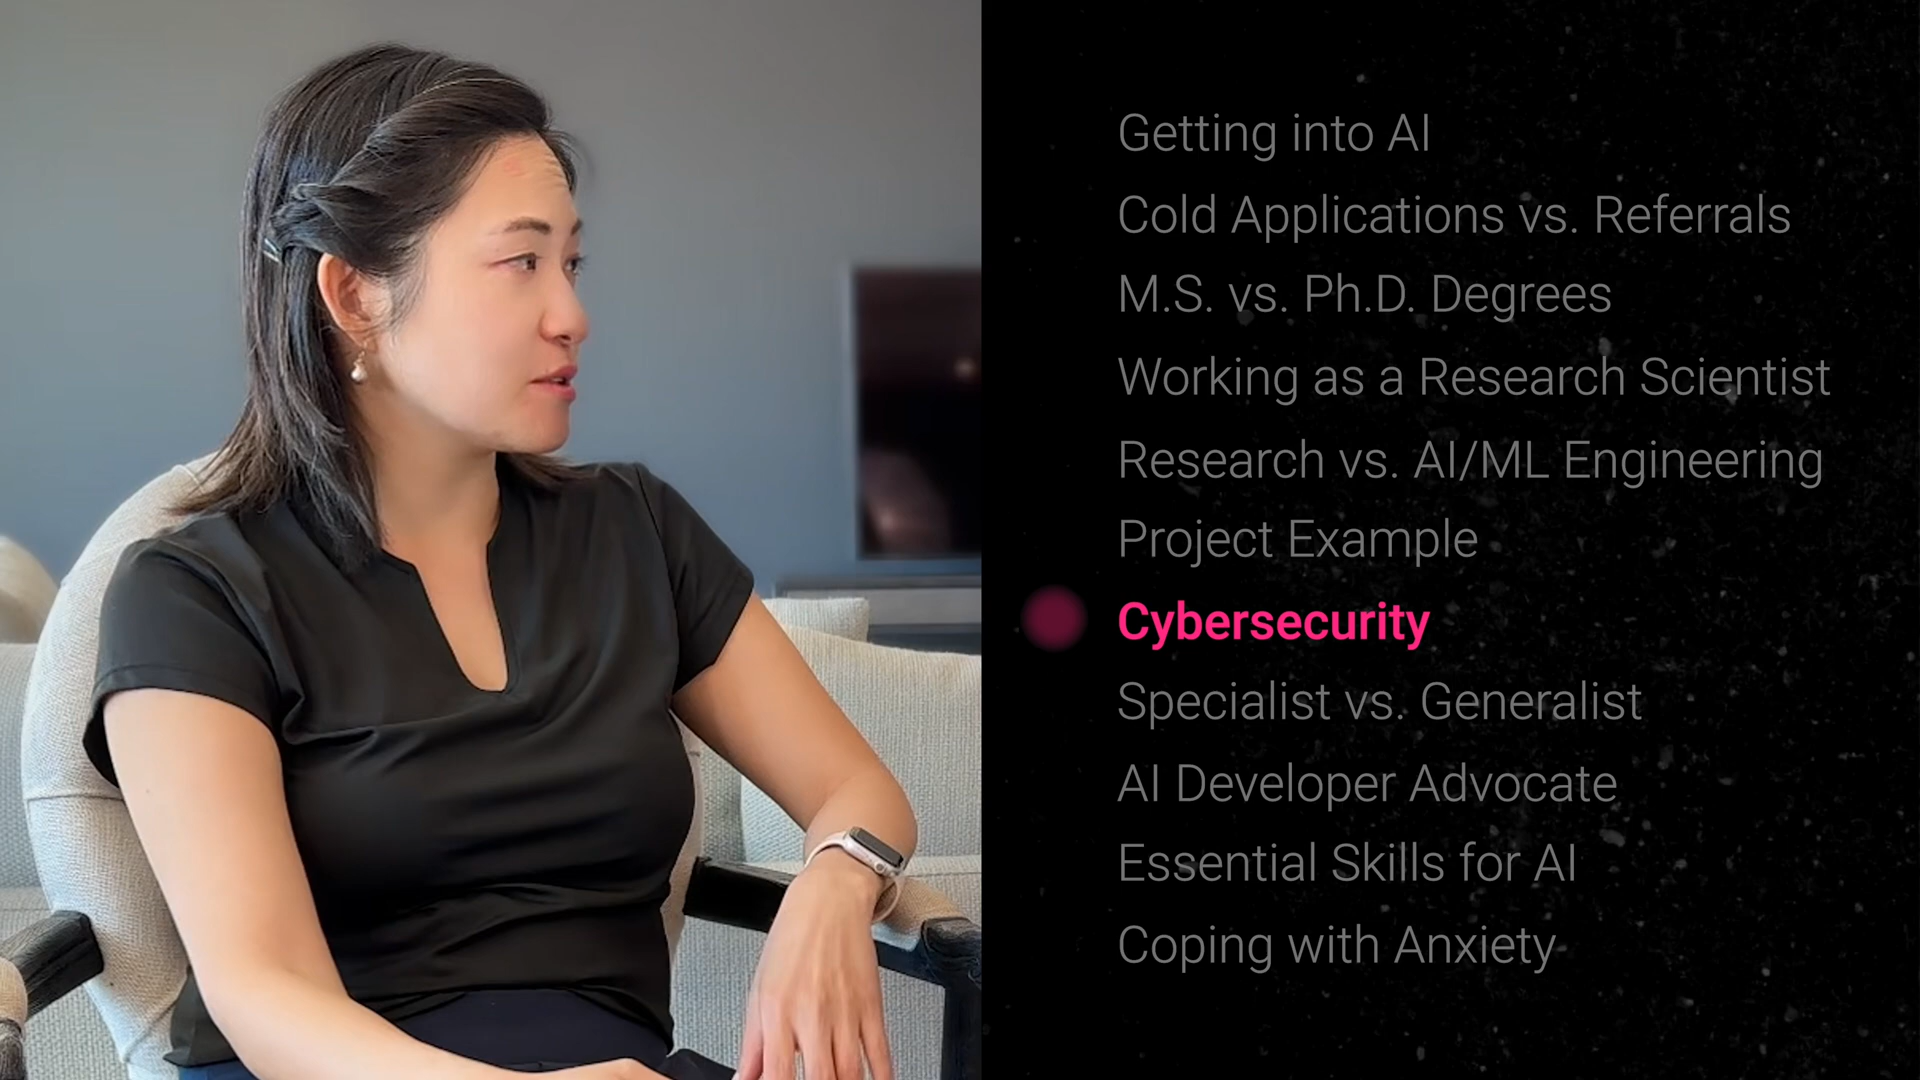 Getting into AI
Cold Applications vs. Referrals
M.S. vs. Ph.D. Degrees
Working as a Research Scientist
Research vs. AI/ML Engineering
Project Example
Cybersecurity
Specialist vs. Generalist
AI Developer Advocate
Essential Skills for AI
Coping with Anxiety